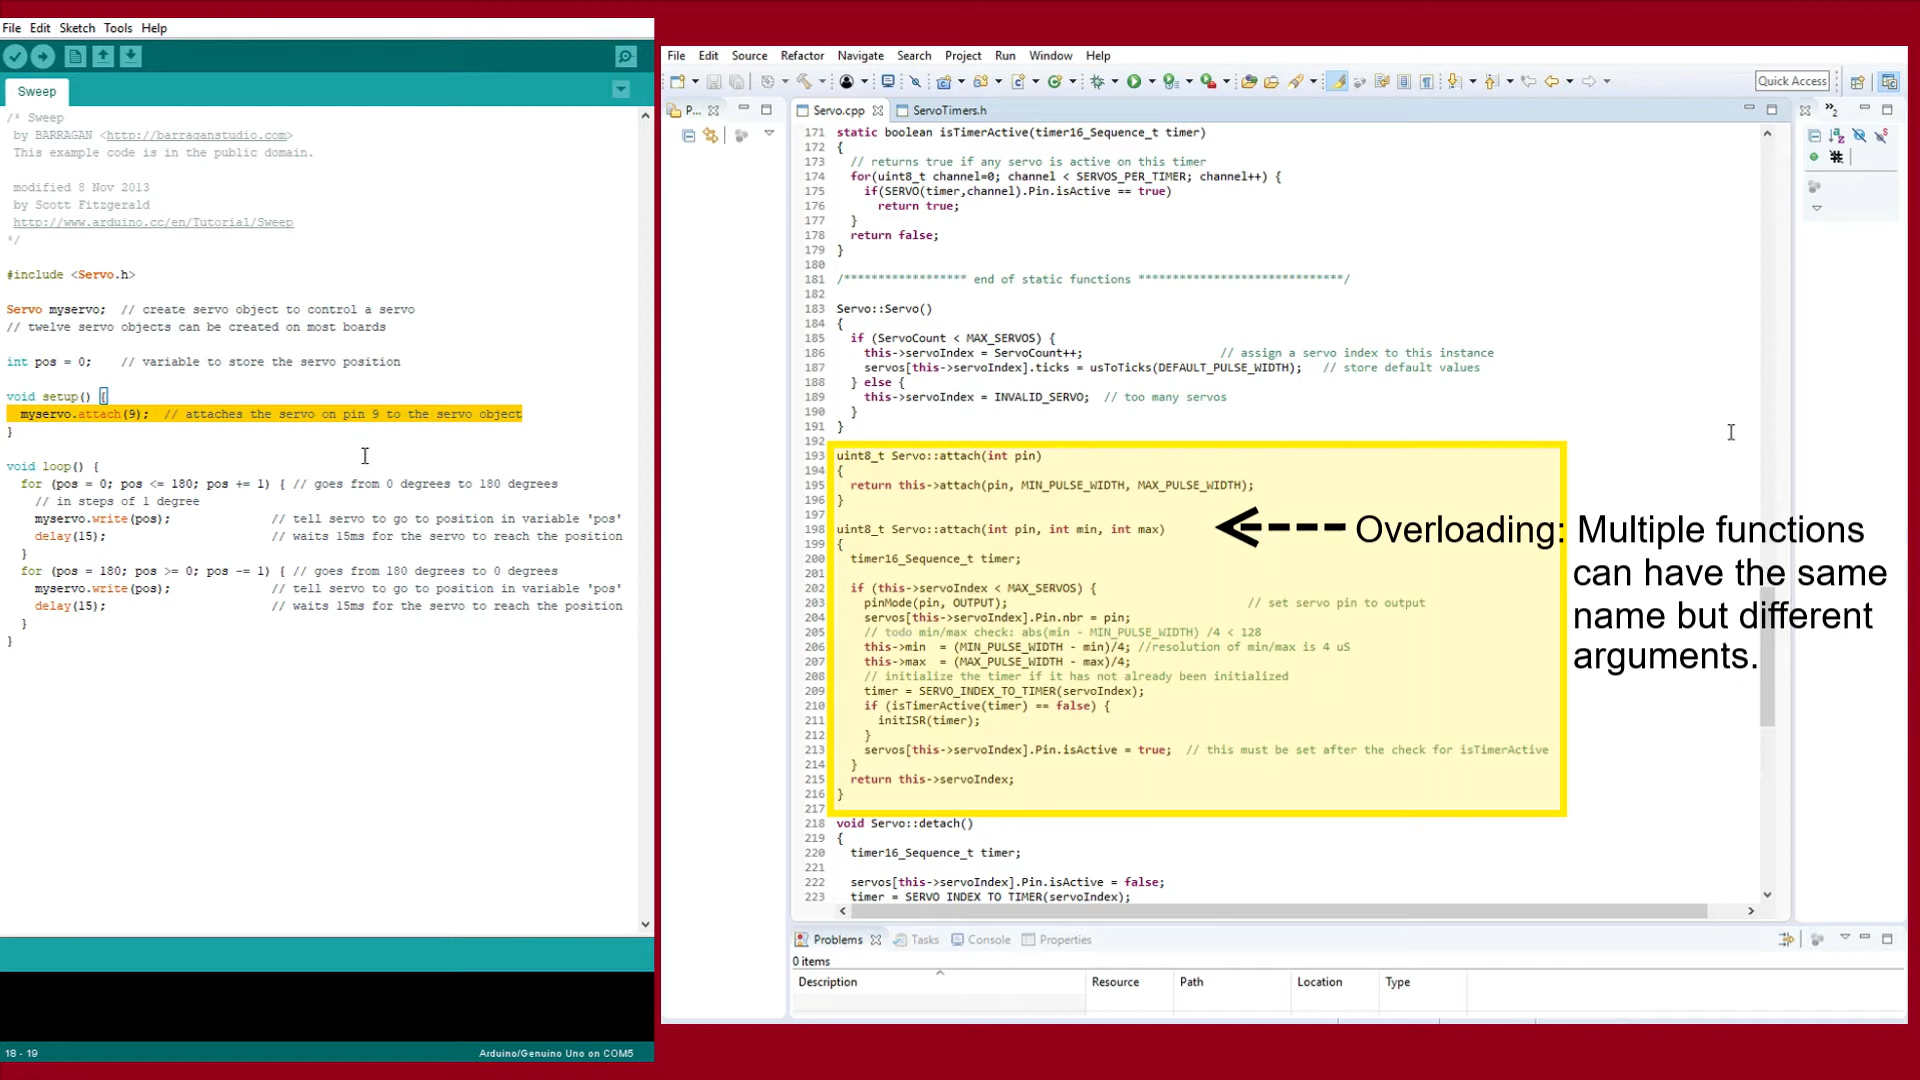 File Edit Sketch Tools Help
Sweep
/* Sweep
by BARRAGAN <http://barraganstudio.com>
This example code is in the public domain.
modified 8 Nov 2013
by Scott Fitzgerald
http://www.arduino.cc/en/Tutorial/Sweep
*/
#include <Servo.h>
Servo myservo;  // create servo object to control a servo
// twelve servo objects can be created on most boards
int pos = 0;    // variable to store the servo position
void setup() {
myservo.attach(9);  // attaches the servo on pin 9 to the servo object
}
void loop() {
for (pos = 0; pos <= 180; pos += 1) { // goes from 0 degrees to 180 degrees
// in steps of 1 degree
myservo.write(pos);              // tell servo to go to position in variable 'pos'
delay(15);                       // waits 15ms for the servo to reach the position
}
for (pos = 180; pos >= 0; pos -= 1) { // goes from 180 degrees to 0 degrees
myservo.write(pos);              // tell servo to go to position in variable 'pos'
delay(15);                       // waits 15ms for the servo to reach the position
}
}
18 - 19
Arduino/Genuino Uno on COM5
File Edit Source Refactor Navigate Search Project Run Window Help
Quick Access
P...
Servo.cpp ServoTimers.h
171 static boolean isTimerActive(timer16_Sequence_t timer)
172 {
173 // returns true if any servo is active on this timer
174 for(uint8_t channel=0; channel < SERVOS_PER_TIMER; channel++) {
175 if(SERVO(timer,channel).Pin.isActive == true)
176 return true;
177 }
178 return false;
179 }
180
181 /****************** end of static functions ******************************/
182
183 Servo::Servo()
184 {
185 if (ServoCount < MAX_SERVOS) {
186 this->servoIndex = ServoCount++;                    // assign a servo index to this instance
187 servos[this->servoIndex].ticks = usToTicks(DEFAULT_PULSE_WIDTH);   // store default values
188 } else {
189 this->servoIndex = INVALID_SERVO;  // too many servos
190 }
191 }
192
193 uint8_t Servo::attach(int pin)
194 {
195 return this->attach(pin, MIN_PULSE_WIDTH, MAX_PULSE_WIDTH);
196 }
197
198 uint8_t Servo::attach(int pin, int min, int max)
199 {
200 timer16_Sequence_t timer;
201
202 if (this->servoIndex < MAX_SERVOS) {
203 pinMode(pin, OUTPUT);                                   // set servo pin to output
204 servos[this->servoIndex].Pin.nbr = pin;
205 // todo min/max check: abs(min - MIN_PULSE_WIDTH) /4 < 128
206 this->min  = (MIN_PULSE_WIDTH - min)/4; //resolution of min/max is 4 uS
207 this->max  = (MAX_PULSE_WIDTH - max)/4;
208 // initialize the timer if it has not already been initialized
209 timer = SERVO_INDEX_TO_TIMER(servoIndex);
210 if (isTimerActive(timer) == false) {
211 initISR(timer);
212 }
213 servos[this->servoIndex].Pin.isActive = true;  // this must be set after the check for isTimerActive
214 }
215 return this->servoIndex;
216 }
217
218 void Servo::detach()
219 {
220 timer16_Sequence_t timer;
221
222 servos[this->servoIndex].Pin.isActive = false;
223 timer = SERVO_INDEX_TO_TIMER(servoIndex);
Overloading: Multiple functions
can have the same
name but different
arguments.
Problems Tasks Console Properties
0 items
Description Resource Path Location Type